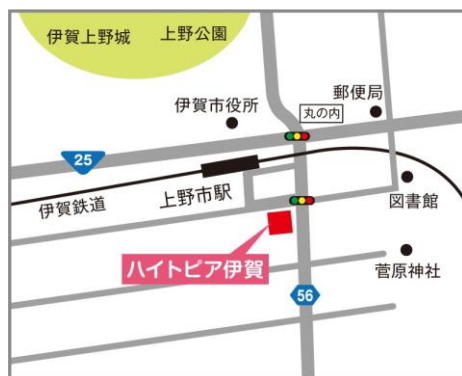 伊賀上野城
上野公園
郵便局
丸の内
伊賀市役所
25
上野市駅
伊賀鉄道
図書館
ハイトピア伊賀
菅原神社
56